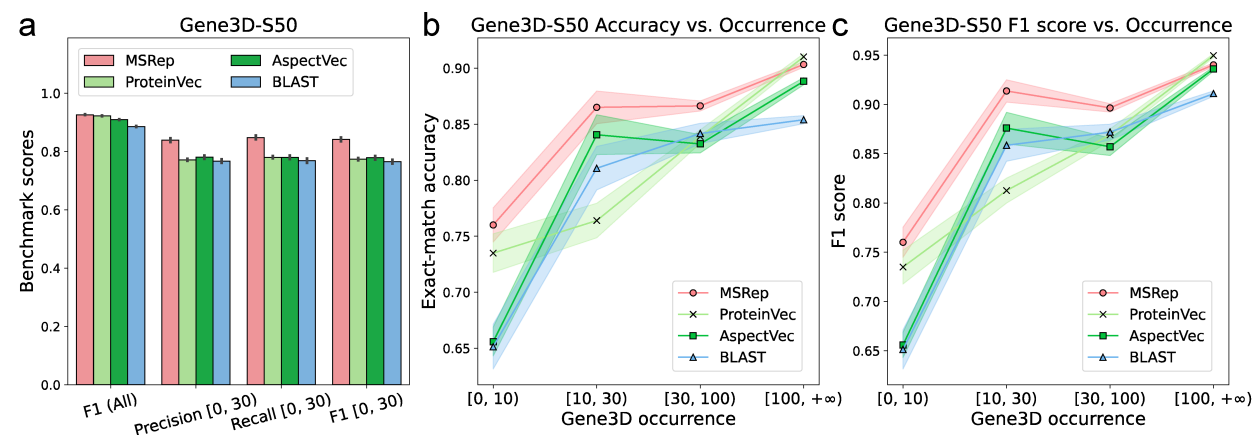 a
Gene3D-S50
Benchmark scores
1.0
0.8
0.6
0.4
0.2
0.0
MSRep
ProteinVec
AspectVec
BLAST
F1 (All)
Precision [0, 30)
Recall [0, 30)
F1 [0, 30)
b
Gene3D-S50 Accuracy vs. Occurrence
Exact-match accuracy
0.90
0.85
0.80
0.75
0.70
0.65
MSRep
ProteinVec
AspectVec
BLAST
[0, 10)
[10, 30)
[30, 100)
[100, +∞)
Gene3D occurrence
c
Gene3D-S50 F1 score vs. Occurrence
F1 score
0.95
0.90
0.85
0.80
0.75
0.70
0.65
MSRep
ProteinVec
AspectVec
BLAST
[0, 10)
[10, 30)
[30, 100)
[100, +∞)
Gene3D occurrence